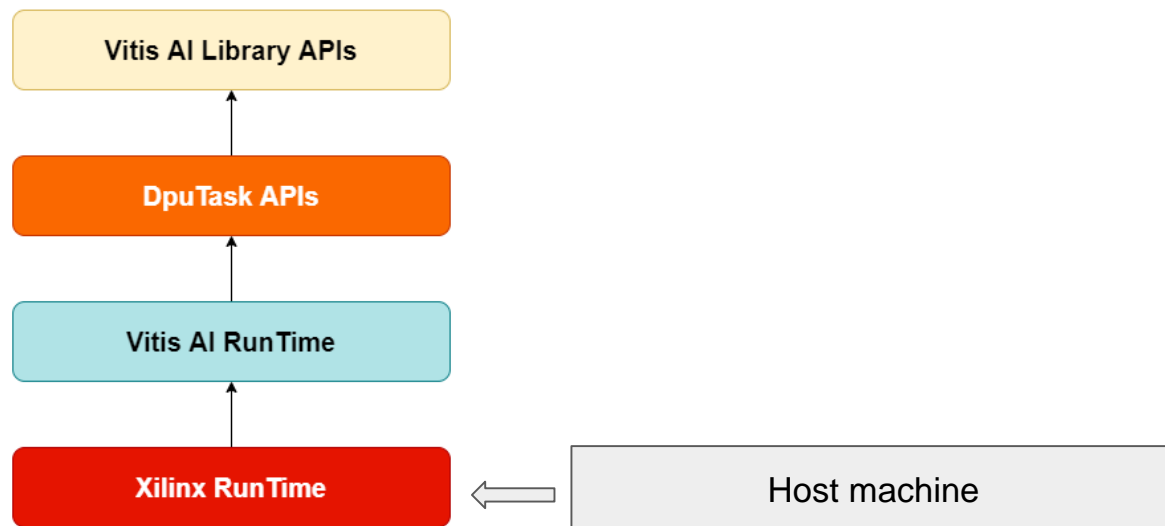 Vitis AI Library APIs
DpuTask APIs
Vitis AI RunTime
Xilinx RunTime
Host machine